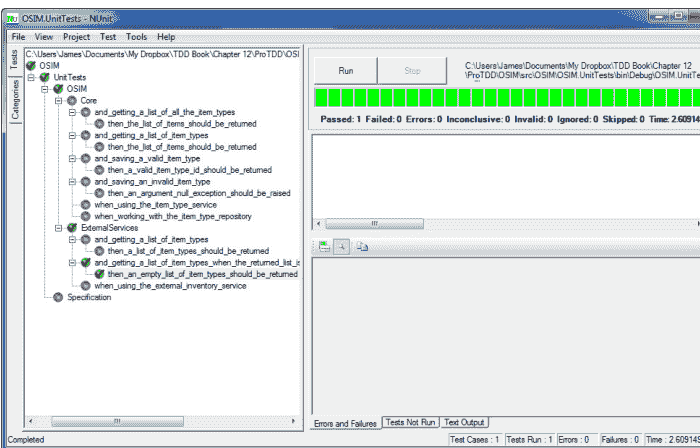 OSIM.UnitTests - NUnit
File View Project Test Tools Help
Tests
Categories
C:\Users\James\Documents\My Dropbox\TDD Book\Chapter 12\ProTDD\OSI
OSIM
UnitTests
OSIM
Core
and_getting_a_list_of_all_the_item_types
then_the_list_of_items_should_be_returned
and_getting_a_list_of_item_types
then_the_list_of_items_should_be_returned
and_saving_a_valid_item_type
then_a_valid_item_type_id_should_be_returned
and_saving_an_invalid_item_type
then_an_argument_null_exception_should_be_raised
when_using_the_item_type_service
when_working_with_the_item_type_repository
ExternalServices
and_getting_a_list_of_item_types
then_a_list_of_item_types_should_be_returned
and_getting_a_list_of_item_types_when_the_returned_list_is
then_an_empty_list_of_item_types_should_be_returned
when_using_the_external_inventory_service
Specification
Run
Stop
C:\Users\James\Documents\My Dropbox\TDD Book\Chapter 12
\ProTDD\OSIM\src\OSIM\OSIM.UnitTests\bin\Debug\OSIM.UnitTe
Passed: 1 Failed: 0 Errors: 0 Inconclusive: 0 Invalid: 0 Ignored: 0 Skipped: 0 Time: 2.60914
Errors and Failures Tests Not Run Text Output
Completed
Test Cases : 1 Tests Run : 1 Errors : 0 Failures : 0 Time : 2.609149